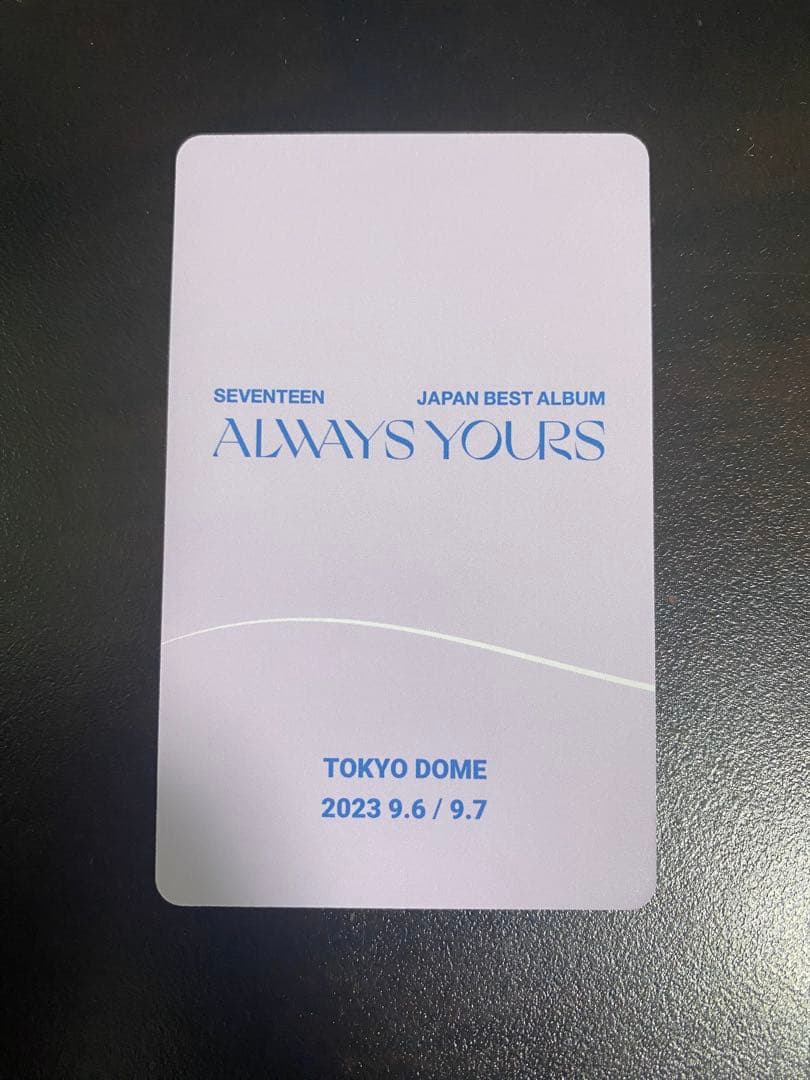 SEVENTEEN JAPAN BEST ALBUM
ALWAYS YOURS
TOKYO DOME
2023 9.6 / 9.7